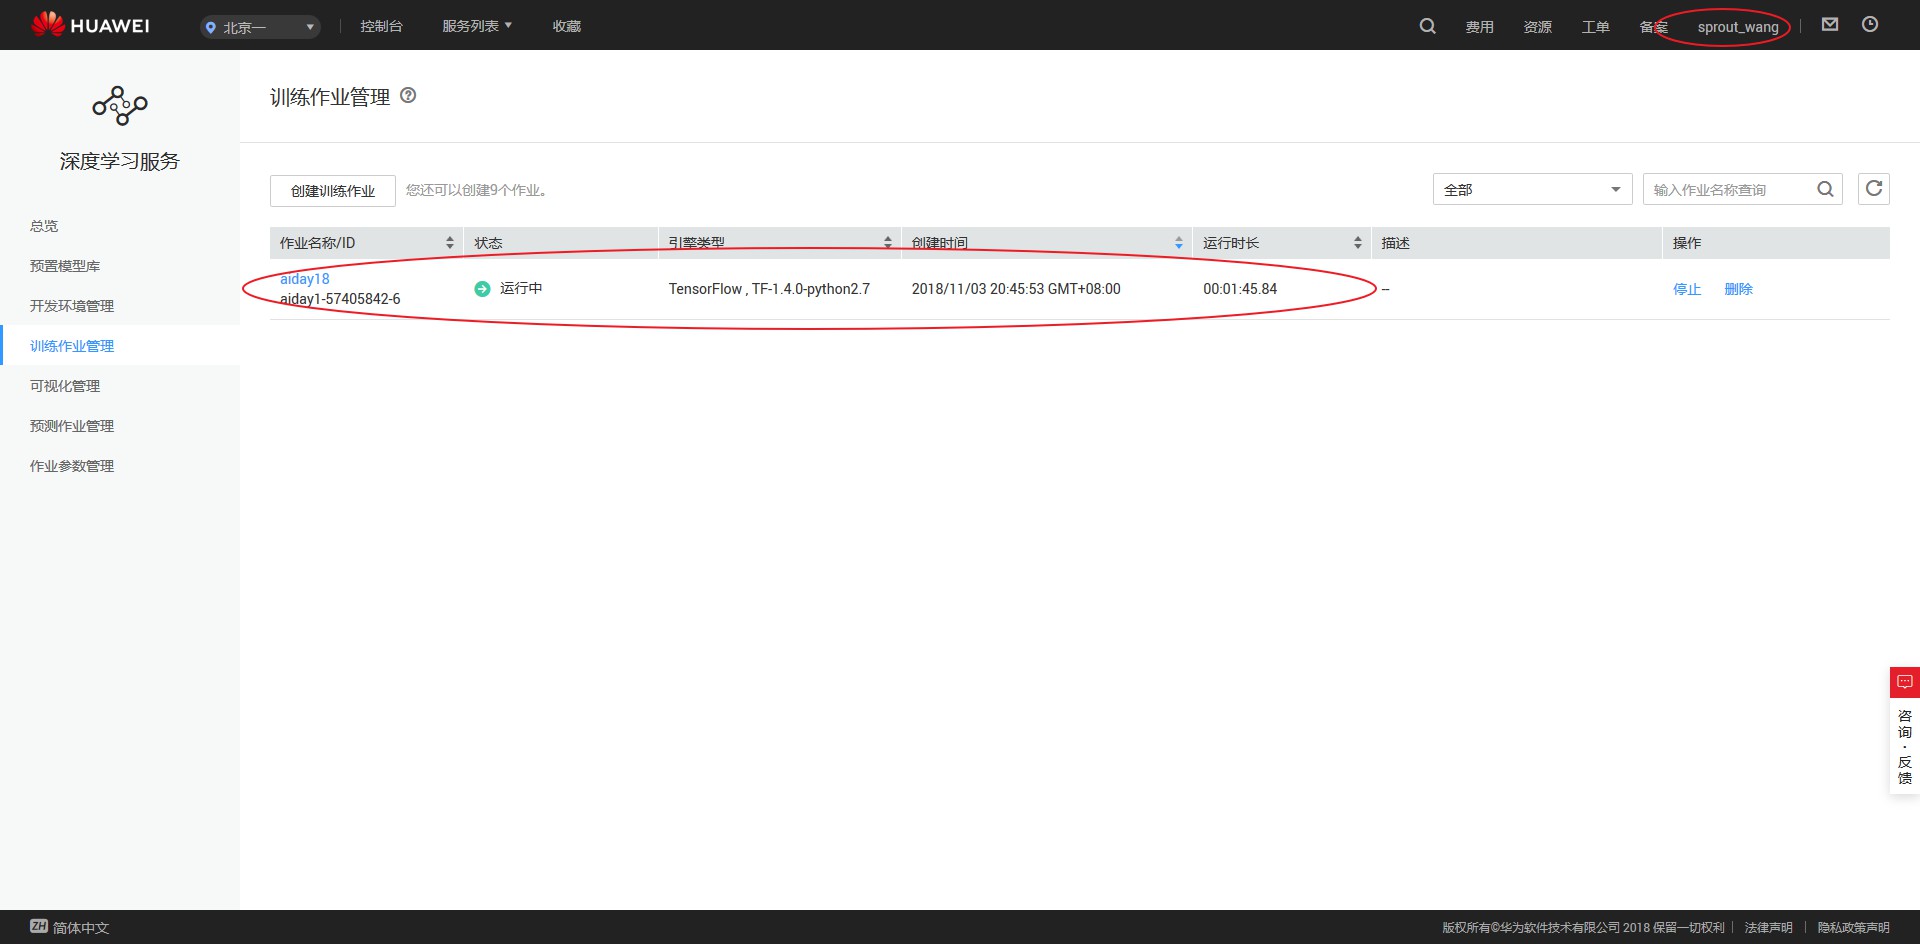 HUAWEI 北京一 控制台 服务列表 收藏 费用 资源 工单 备案 sprout_wang
深度学习服务
总览
预置模型库
开发环境管理
训练作业管理
可视化管理
预测作业管理
作业参数管理
训练作业管理
创建训练作业 您还可以创建9个作业。 全部 输入作业名称查询
作业名称/ID 状态 引擎类型 创建时间 运行时长 描述 操作
aiday18
aiday1-57405842-6 运行中 TensorFlow , TF-1.4.0-python2.7 2018/11/03 20:45:53 GMT+08:00 00:01:45.84 -- 停止 删除
咨询·反馈
ZH 简体中文 版权所有©华为软件技术有限公司 2018 保留一切权利 法律声明 隐私政策声明